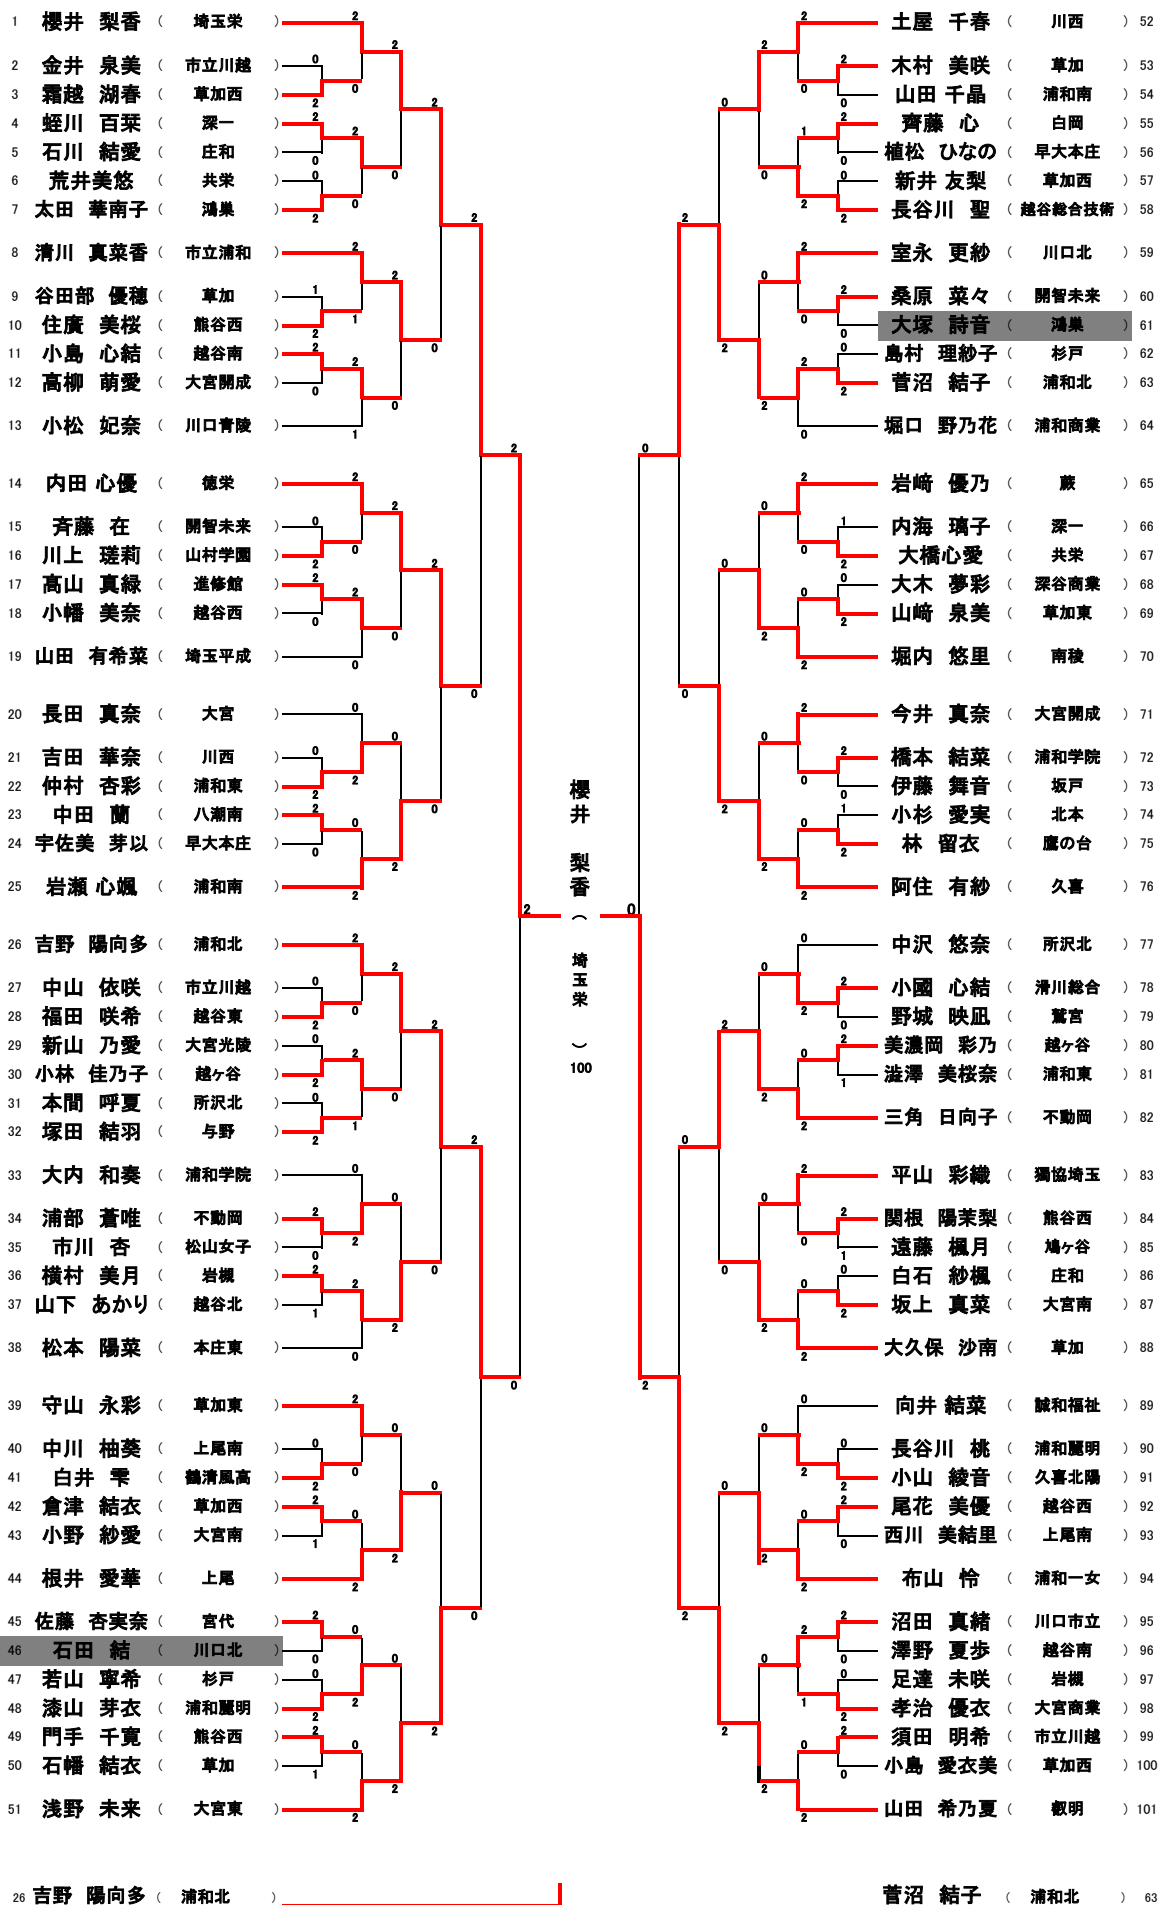 1 櫻井 梨香 （ 埼玉栄 ）
2 金井 泉美 （ 市立川越 ）
3 霜越 湖春 （ 草加西 ）
4 蛭川 百栞 （ 深一 ）
5 石川 結愛 （ 庄和 ）
6 荒井美悠 （ 共栄 ）
7 太田 華南子 （ 鴻巣 ）
8 清川 真菜香 （ 市立浦和 ）
9 谷田部 優穂 （ 草加 ）
10 住廣 美桜 （ 熊谷西 ）
11 小島 心結 （ 越谷南 ）
12 高柳 萌愛 （ 大宮開成 ）
13 小松 妃奈 （ 川口青陵 ）
14 内田 心優 （ 徳栄 ）
15 斉藤 在 （ 開智未来 ）
16 川上 瑳莉 （ 山村学園 ）
17 髙山 真緑 （ 進修館 ）
18 小幡 美奈 （ 越谷西 ）
19 山田 有希菜 （ 埼玉平成 ）
20 長田 真奈 （ 大宮 ）
21 吉田 華奈 （ 川西 ）
22 仲村 杏彩 （ 浦和東 ）
23 中田 蘭 （ 八潮南 ）
24 宇佐美 芽以 （ 早大本庄 ）
25 岩瀬 心颯 （ 浦和南 ）
26 吉野 陽向多 （ 浦和北 ）
27 中山 依咲 （ 市立川越 ）
28 福田 咲希 （ 越谷東 ）
29 新山 乃愛 （ 大宮光陵 ）
30 小林 佳乃子 （ 越ヶ谷 ）
31 本間 呼夏 （ 所沢北 ）
32 塚田 結羽 （ 与野 ）
33 大内 和奏 （ 浦和学院 ）
34 浦部 蒼唯 （ 不動岡 ）
35 市川 杏 （ 松山女子 ）
36 横村 美月 （ 岩槻 ）
37 山下 あかり （ 越谷北 ）
38 松本 陽菜 （ 本庄東 ）
39 守山 永彩 （ 草加東 ）
40 中川 柚葵 （ 上尾南 ）
41 白井 雫 （ 鶴清風高 ）
42 倉津 結衣 （ 草加西 ）
43 小野 紗愛 （ 大宮南 ）
44 根井 愛華 （ 上尾 ）
45 佐藤 杏実奈 （ 宮代 ）
46 石田 結 （ 川口北 ）
47 若山 寧希 （ 杉戸 ）
48 漆山 芽衣 （ 浦和麗明 ）
49 門手 千寛 （ 熊谷西 ）
50 石幡 結衣 （ 草加 ）
51 浅野 未来 （ 大宮東 ）
櫻井 梨香 （ 埼玉栄 ） 100
2 0
土屋 千春 （ 川西 ） 52
木村 美咲 （ 草加 ） 53
山田 千晶 （ 浦和南 ） 54
齊藤 心 （ 白岡 ） 55
植松 ひなの （ 早大本庄 ） 56
新井 友梨 （ 草加西 ） 57
長谷川 聖 （ 越谷総合技術 ） 58
室永 更紗 （ 川口北 ） 59
桑原 菜々 （ 開智未来 ） 60
大塚 詩音 （ 鴻巣 ） 61
島村 理紗子 （ 杉戸 ） 62
菅沼 結子 （ 浦和北 ） 63
堀口 野乃花 （ 浦和商業 ） 64
岩﨑 優乃 （ 蕨 ） 65
内海 璃子 （ 深一 ） 66
大橋心愛 （ 共栄 ） 67
大木 夢彩 （ 深谷商業 ） 68
山﨑 泉美 （ 草加東 ） 69
堀内 悠里 （ 南稜 ） 70
今井 真奈 （ 大宮開成 ） 71
橋本 結菜 （ 浦和学院 ） 72
伊藤 舞音 （ 坂戸 ） 73
小杉 愛実 （ 北本 ） 74
林 留衣 （ 鷹の台 ） 75
阿住 有紗 （ 久喜 ） 76
中沢 悠奈 （ 所沢北 ） 77
小國 心結 （ 滑川総合 ） 78
野城 映凪 （ 鷲宮 ） 79
美濃岡 彩乃 （ 越ヶ谷 ） 80
澁澤 美桜奈 （ 浦和東 ） 81
三角 日向子 （ 不動岡 ） 82
平山 彩織 （ 獨協埼玉 ） 83
関根 陽茉梨 （ 熊谷西 ） 84
遠藤 楓月 （ 鳩ヶ谷 ） 85
白石 紗楓 （ 庄和 ） 86
坂上 真菜 （ 大宮南 ） 87
大久保 沙南 （ 草加 ） 88
向井 結菜 （ 誠和福祉 ） 89
長谷川 桃 （ 浦和麗明 ） 90
小山 綾音 （ 久喜北陽 ） 91
尾花 美優 （ 越谷西 ） 92
西川 美結里 （ 上尾南 ） 93
布山 怜 （ 浦和一女 ） 94
沼田 真緒 （ 川口市立 ） 95
澤野 夏歩 （ 越谷南 ） 96
足達 未咲 （ 岩槻 ） 97
孝治 優衣 （ 大宮商業 ） 98
須田 明希 （ 市立川越 ） 99
小島 愛衣美 （ 草加西 ） 100
山田 希乃夏 （ 叡明 ） 101
26 吉野 陽向多 （ 浦和北 ）
菅沼 結子 （ 浦和北 ） 63